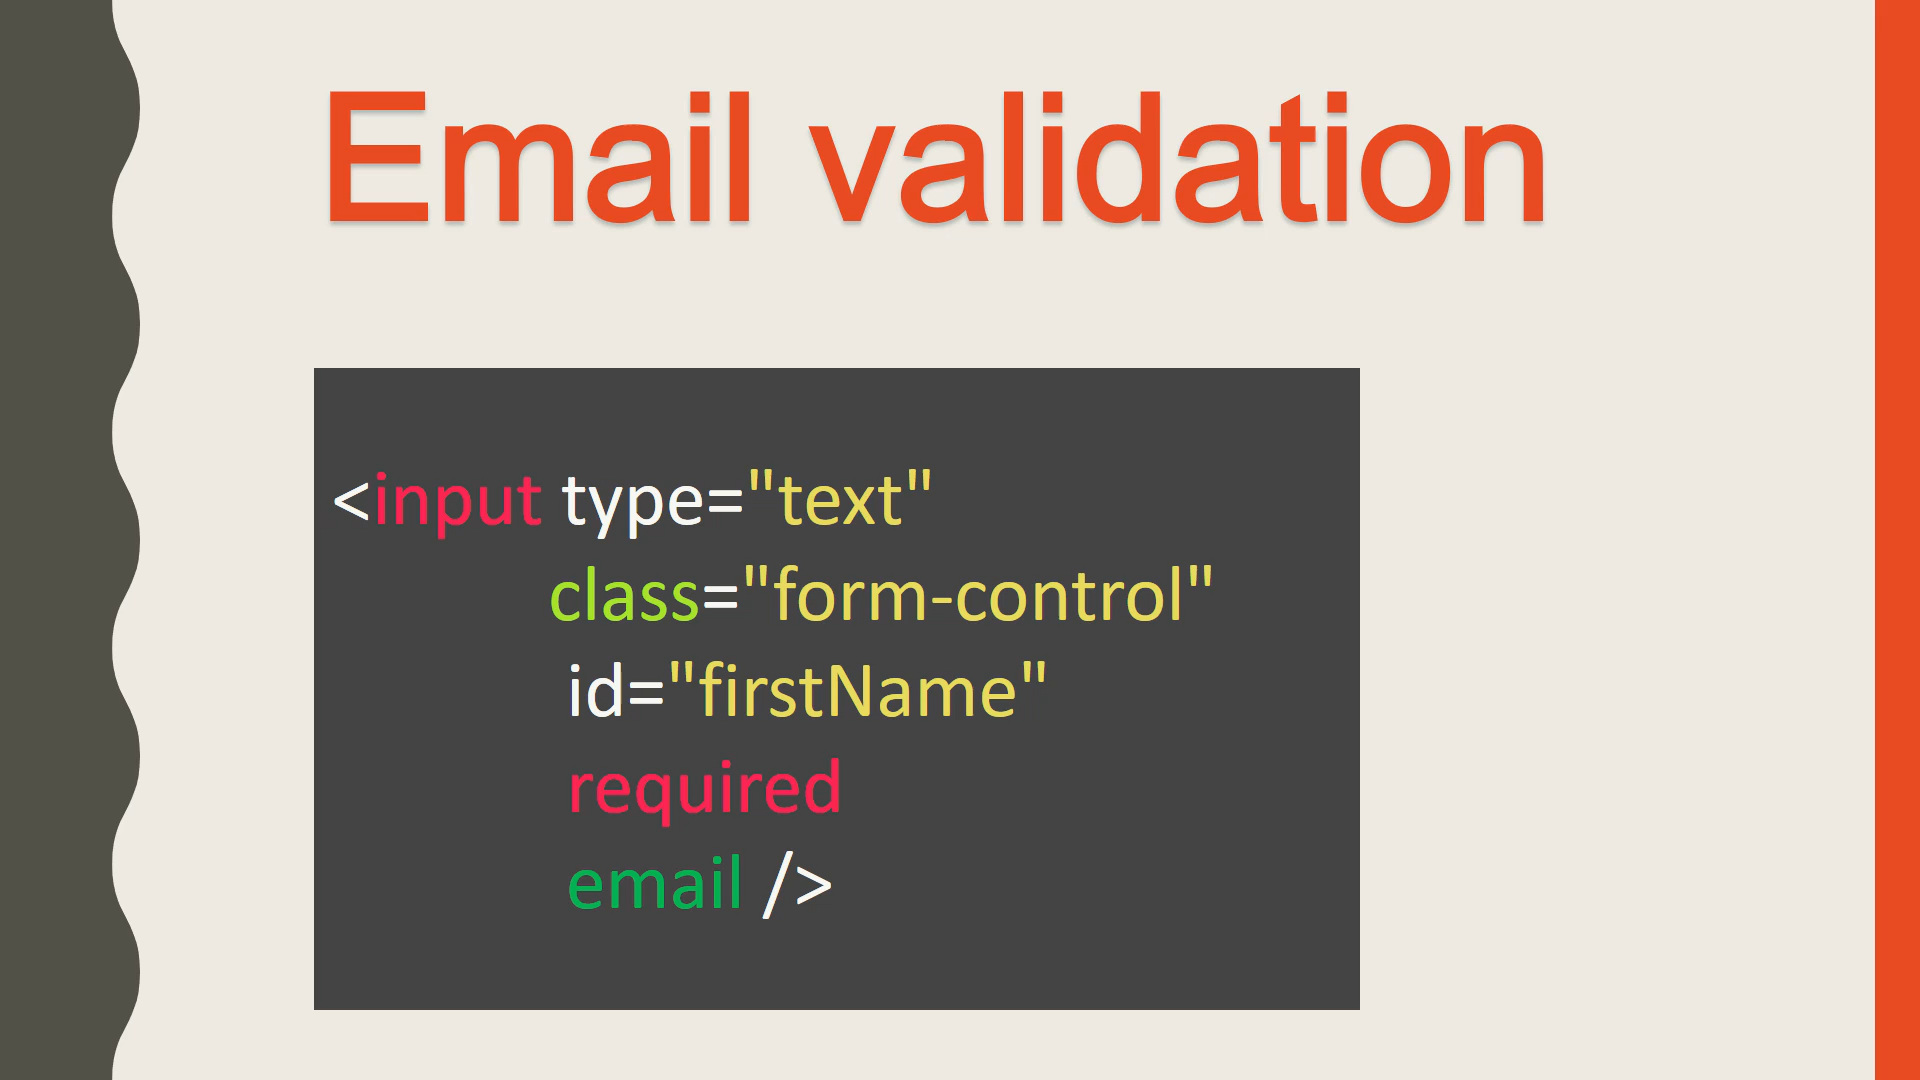 Email validation
<input type="text"
class="form-control"
id="firstName"
required
email />